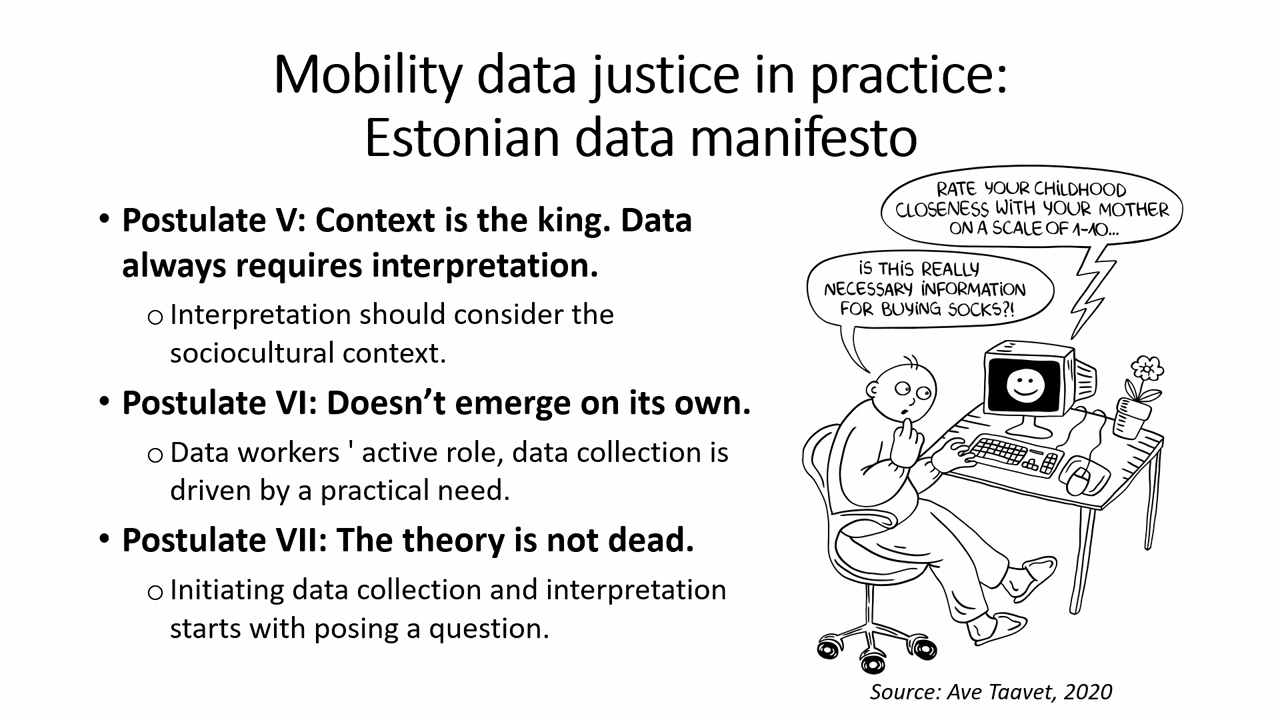 Mobility data justice in practice:
Estonian data manifesto
• Postulate V: Context is the king. Data
always requires interpretation.
o Interpretation should consider the
sociocultural context.
• Postulate VI: Doesn’t emerge on its own.
o Data workers ' active role, data collection is
driven by a practical need.
• Postulate VII: The theory is not dead.
o Initiating data collection and interpretation
starts with posing a question.
RATE YOUR CHILDHOOD
CLOSENESS WITH YOUR MOTHER
ON A SCALE OF 1-10...
IS THIS REALLY
NECESSARY INFORMATION
FOR BUYING SOCKS?!
Source: Ave Taavet, 2020